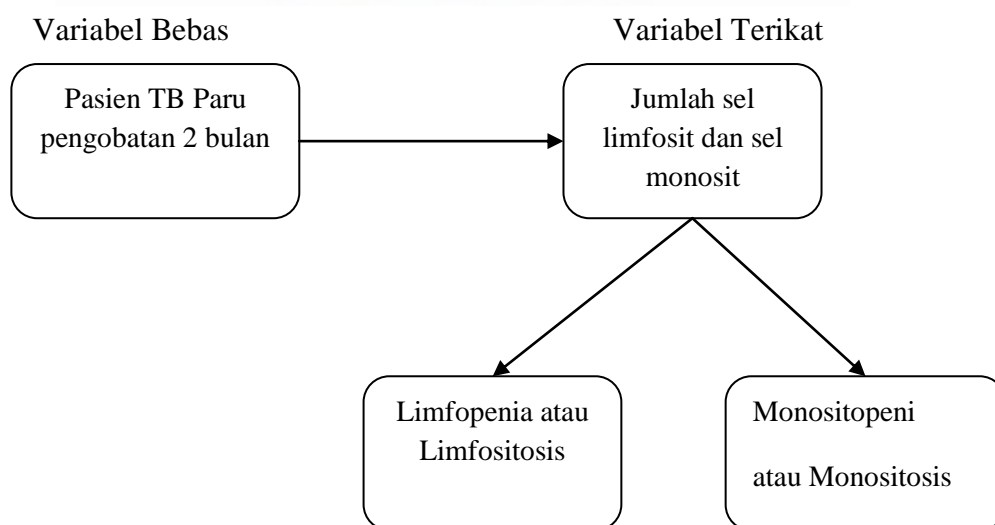 Variabel Bebas
Variabel Terikat
Pasien TB Paru
pengobatan 2 bulan
Jumlah sel
limfosit dan sel
monosit
Limfopenia atau
Limfositosis
Monositopeni
atau Monositosis